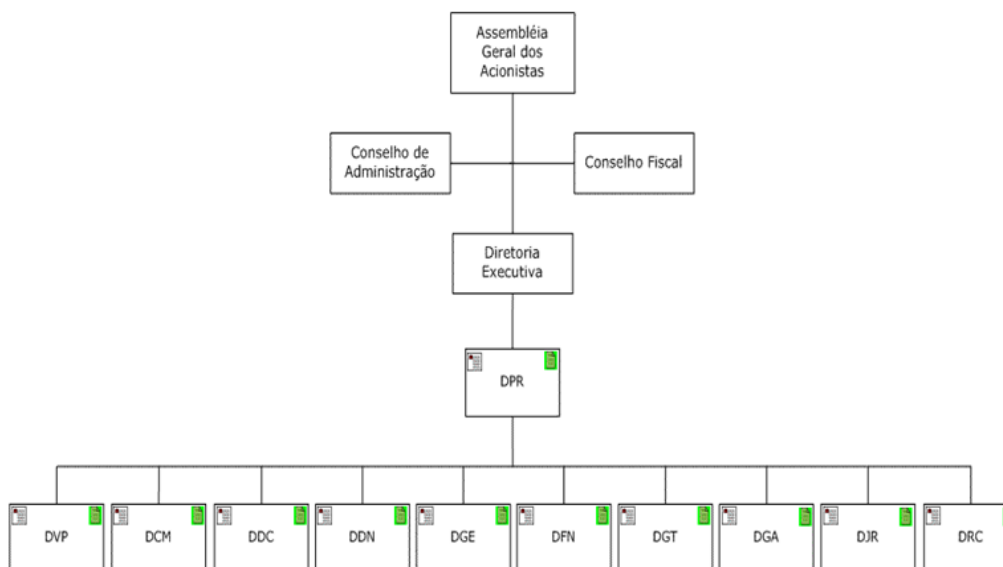 Assembléia
Geral dos
Acionistas
Conselho de
Administração
Conselho Fiscal
Diretoria
Executiva
DPR
DVP
DCM
DDC
DDN
DGE
DFN
DGT
DGA
DJR
DRC